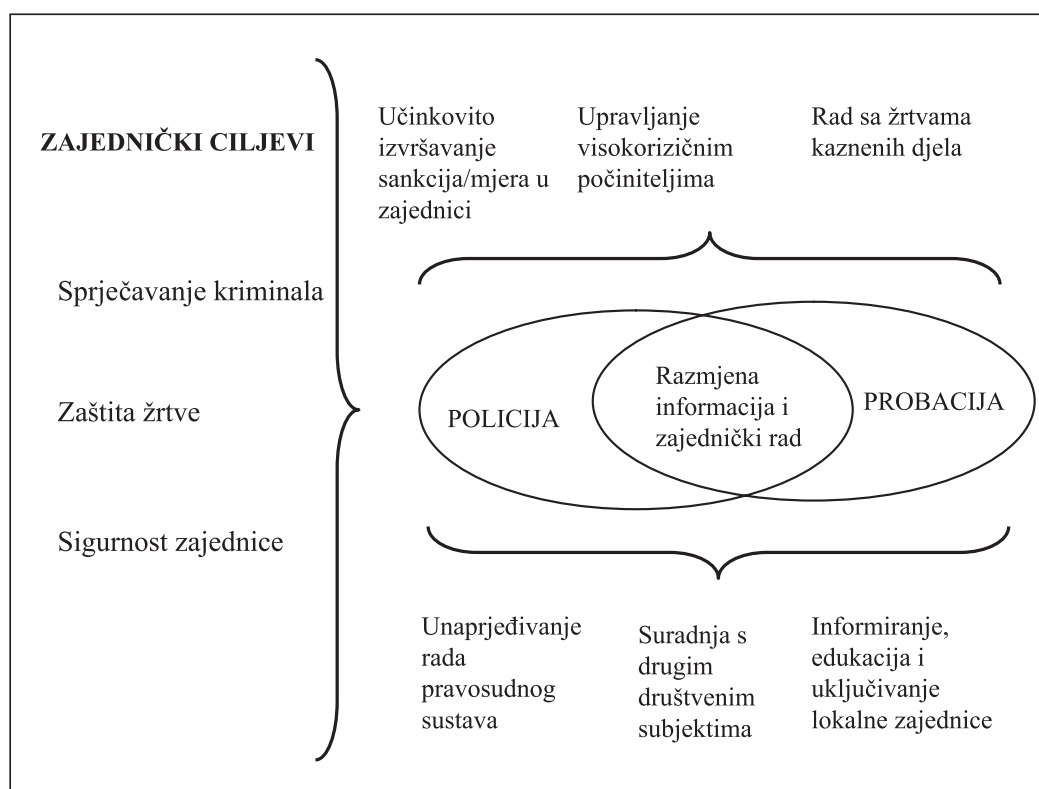 ZAJEDNIČKI CILJEVI
Sprječavanje kriminala
Zaštita žrtve
Sigurnost zajednice
Učinkovito
izvršavanje
sankcija/mjera u
zajednici
Upravljanje
visokorizičnim
počiniteljima
Rad sa žrtvama
kaznenih djela
POLICIJA
Razmjena
informacija i
zajednički rad
PROBACIJA
Unaprjeđivanje
rada
pravosudnog
sustava
Suradnja s
drugim
društvenim
subjektima
Informiranje,
edukacija i
uključivanje
lokalne zajednice